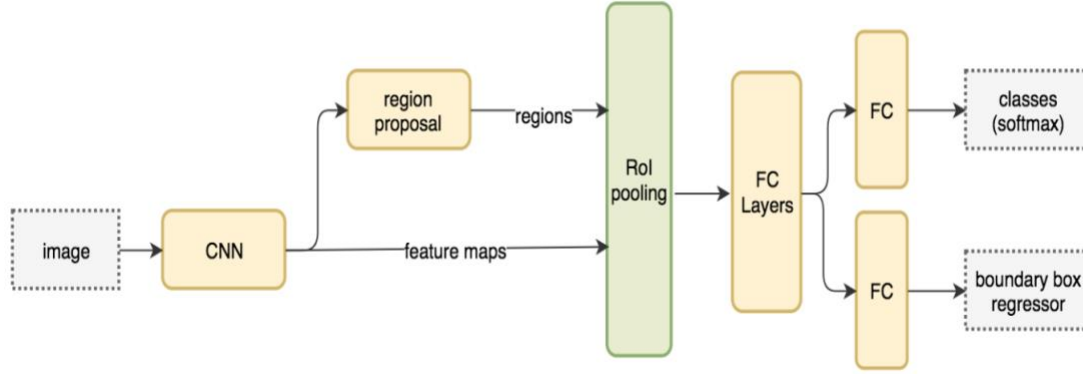 image
CNN
region
proposal
regions
feature maps
RoI
pooling
FC
Layers
FC
classes
(softmax)
FC
boundary box
regressor